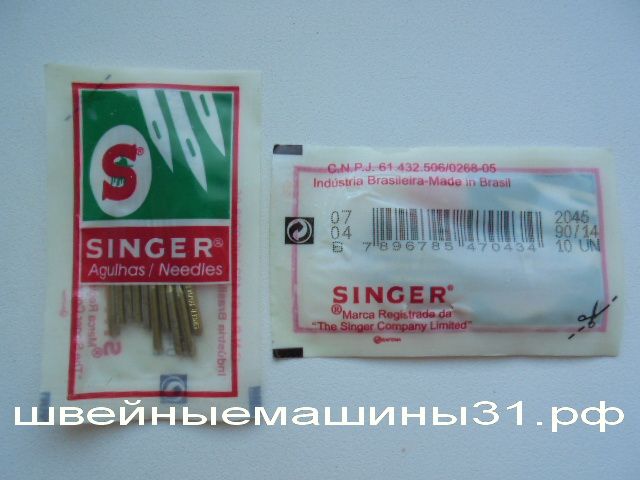 S®
SINGER®
Agulhas / Needles
C.N.P.J. 61.432.506/0268-05
Indústria Brasileira-Made in Brasil
07 2045
04 90/14
B 7 896785 470434 10 UN
SINGER®
®Marca Registrada da
"The Singer Company Limited"
швейныемашины31.рф